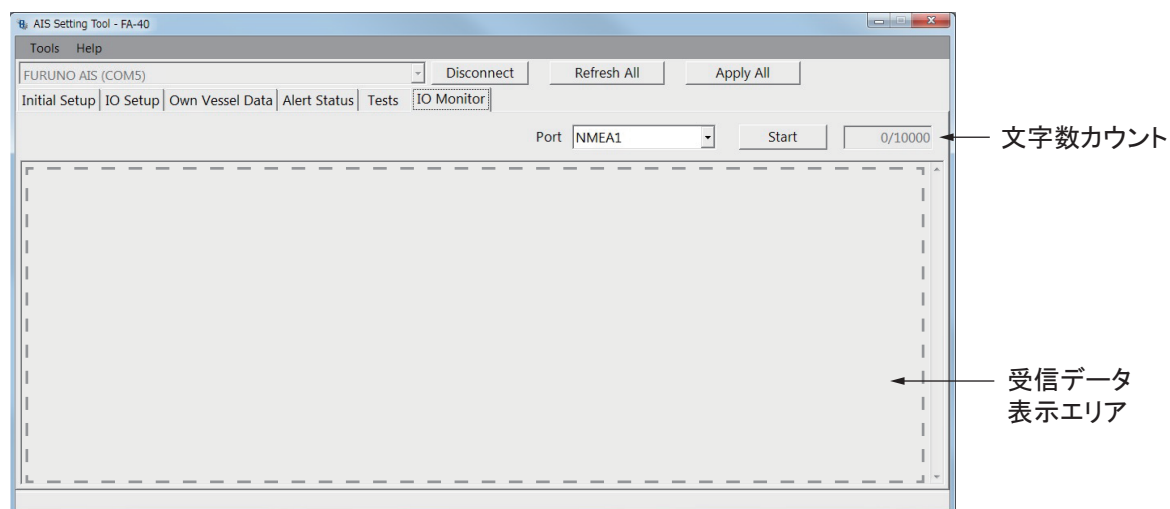 AIS Setting Tool - FA-40
Tools Help
FURUNO AIS (COM5) Disconnect Refresh All Apply All
Initial Setup IO Setup Own Vessel Data Alert Status Tests IO Monitor
Port NMEA1 Start 0/10000 文字数カウント
受信データ
表示エリア